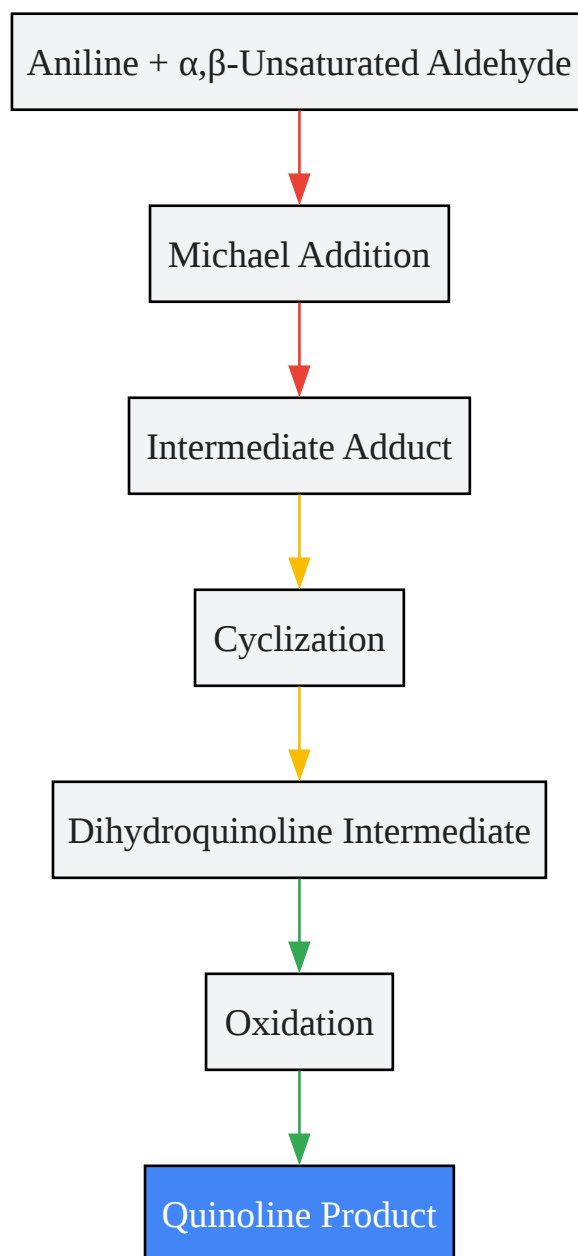 Aniline + α,β-Unsaturated Aldehyde
Michael Addition
Intermediate Adduct
Cyclization
Dihydroquinoline Intermediate
Oxidation
Quinoline Product